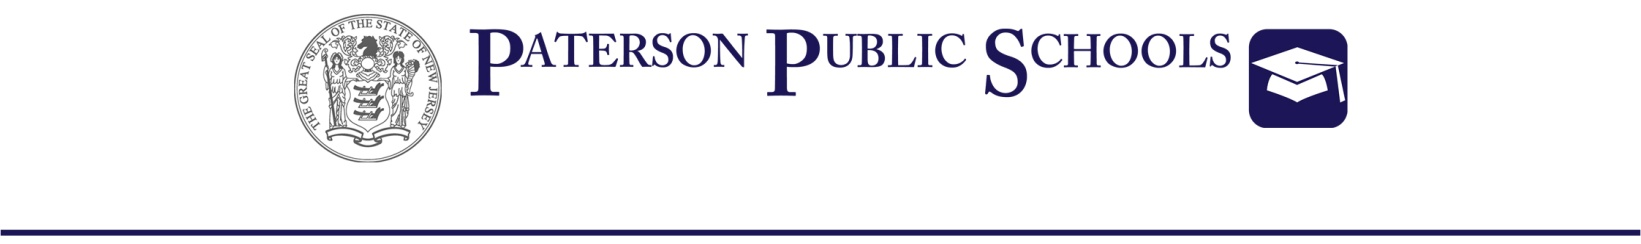 THE GREAT SEAL OF THE STATE OF NEW JERSEY
PATERSON PUBLIC SCHOOLS